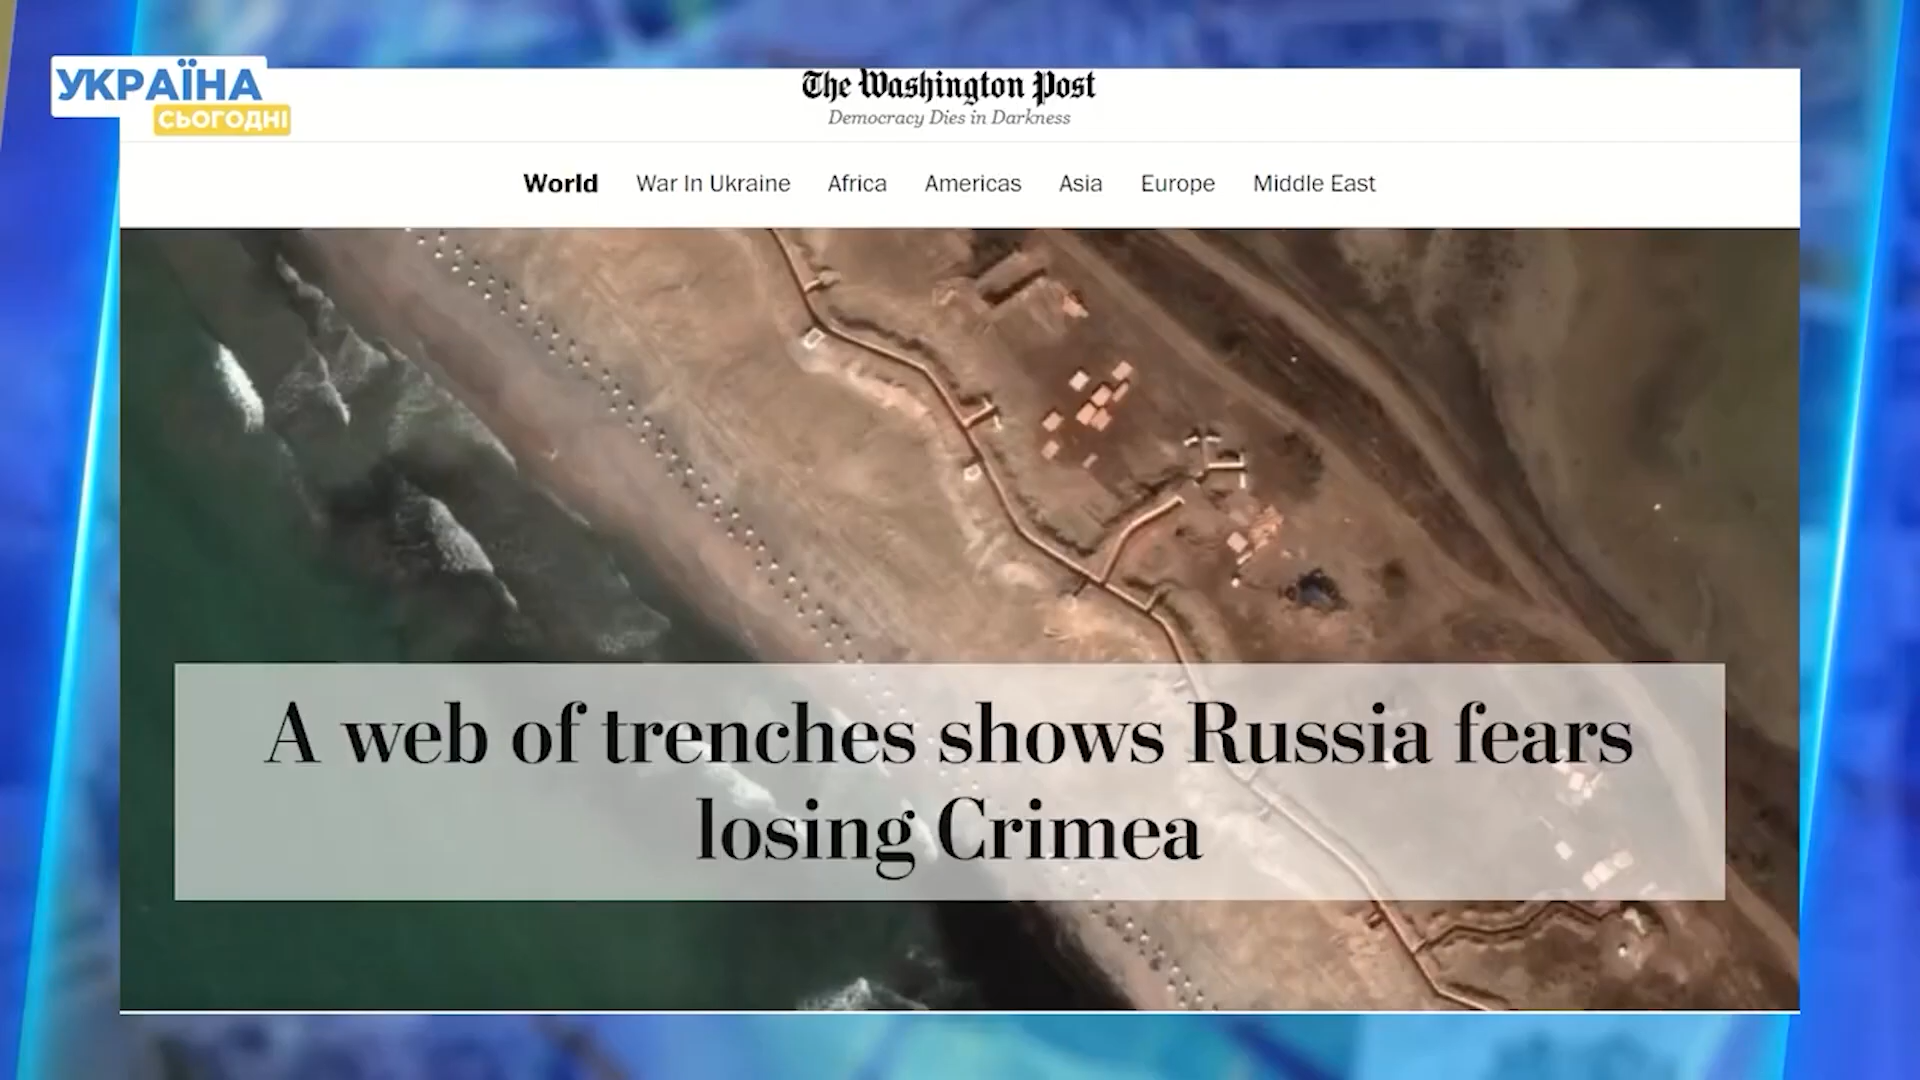 УКРАЇНА
СЬОГОДНІ
The Washington Post
Democracy Dies in Darkness
World War In Ukraine Africa Americas Asia Europe Middle East
A web of trenches shows Russia fears
losing Crimea